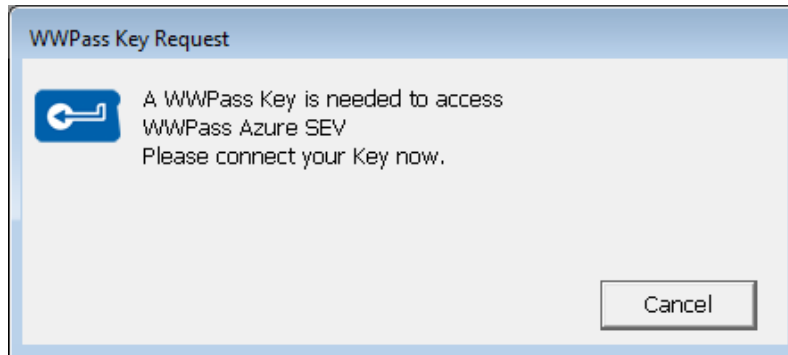 WWPass Key Request
A WWPass Key is needed to access
WWPass Azure SEV
Please connect your Key now.
Cancel